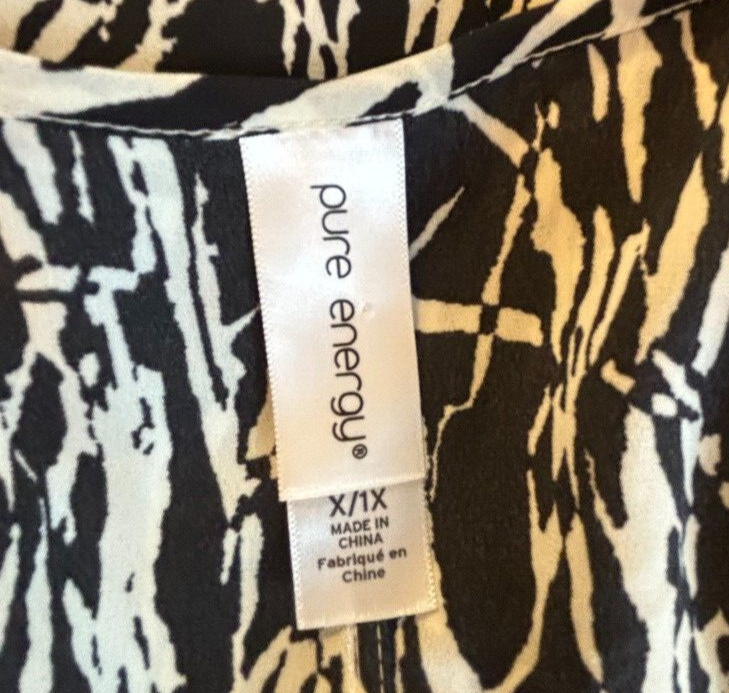 pure energy®
X/1X
MADE IN
CHINA
Fabriqué en
Chine